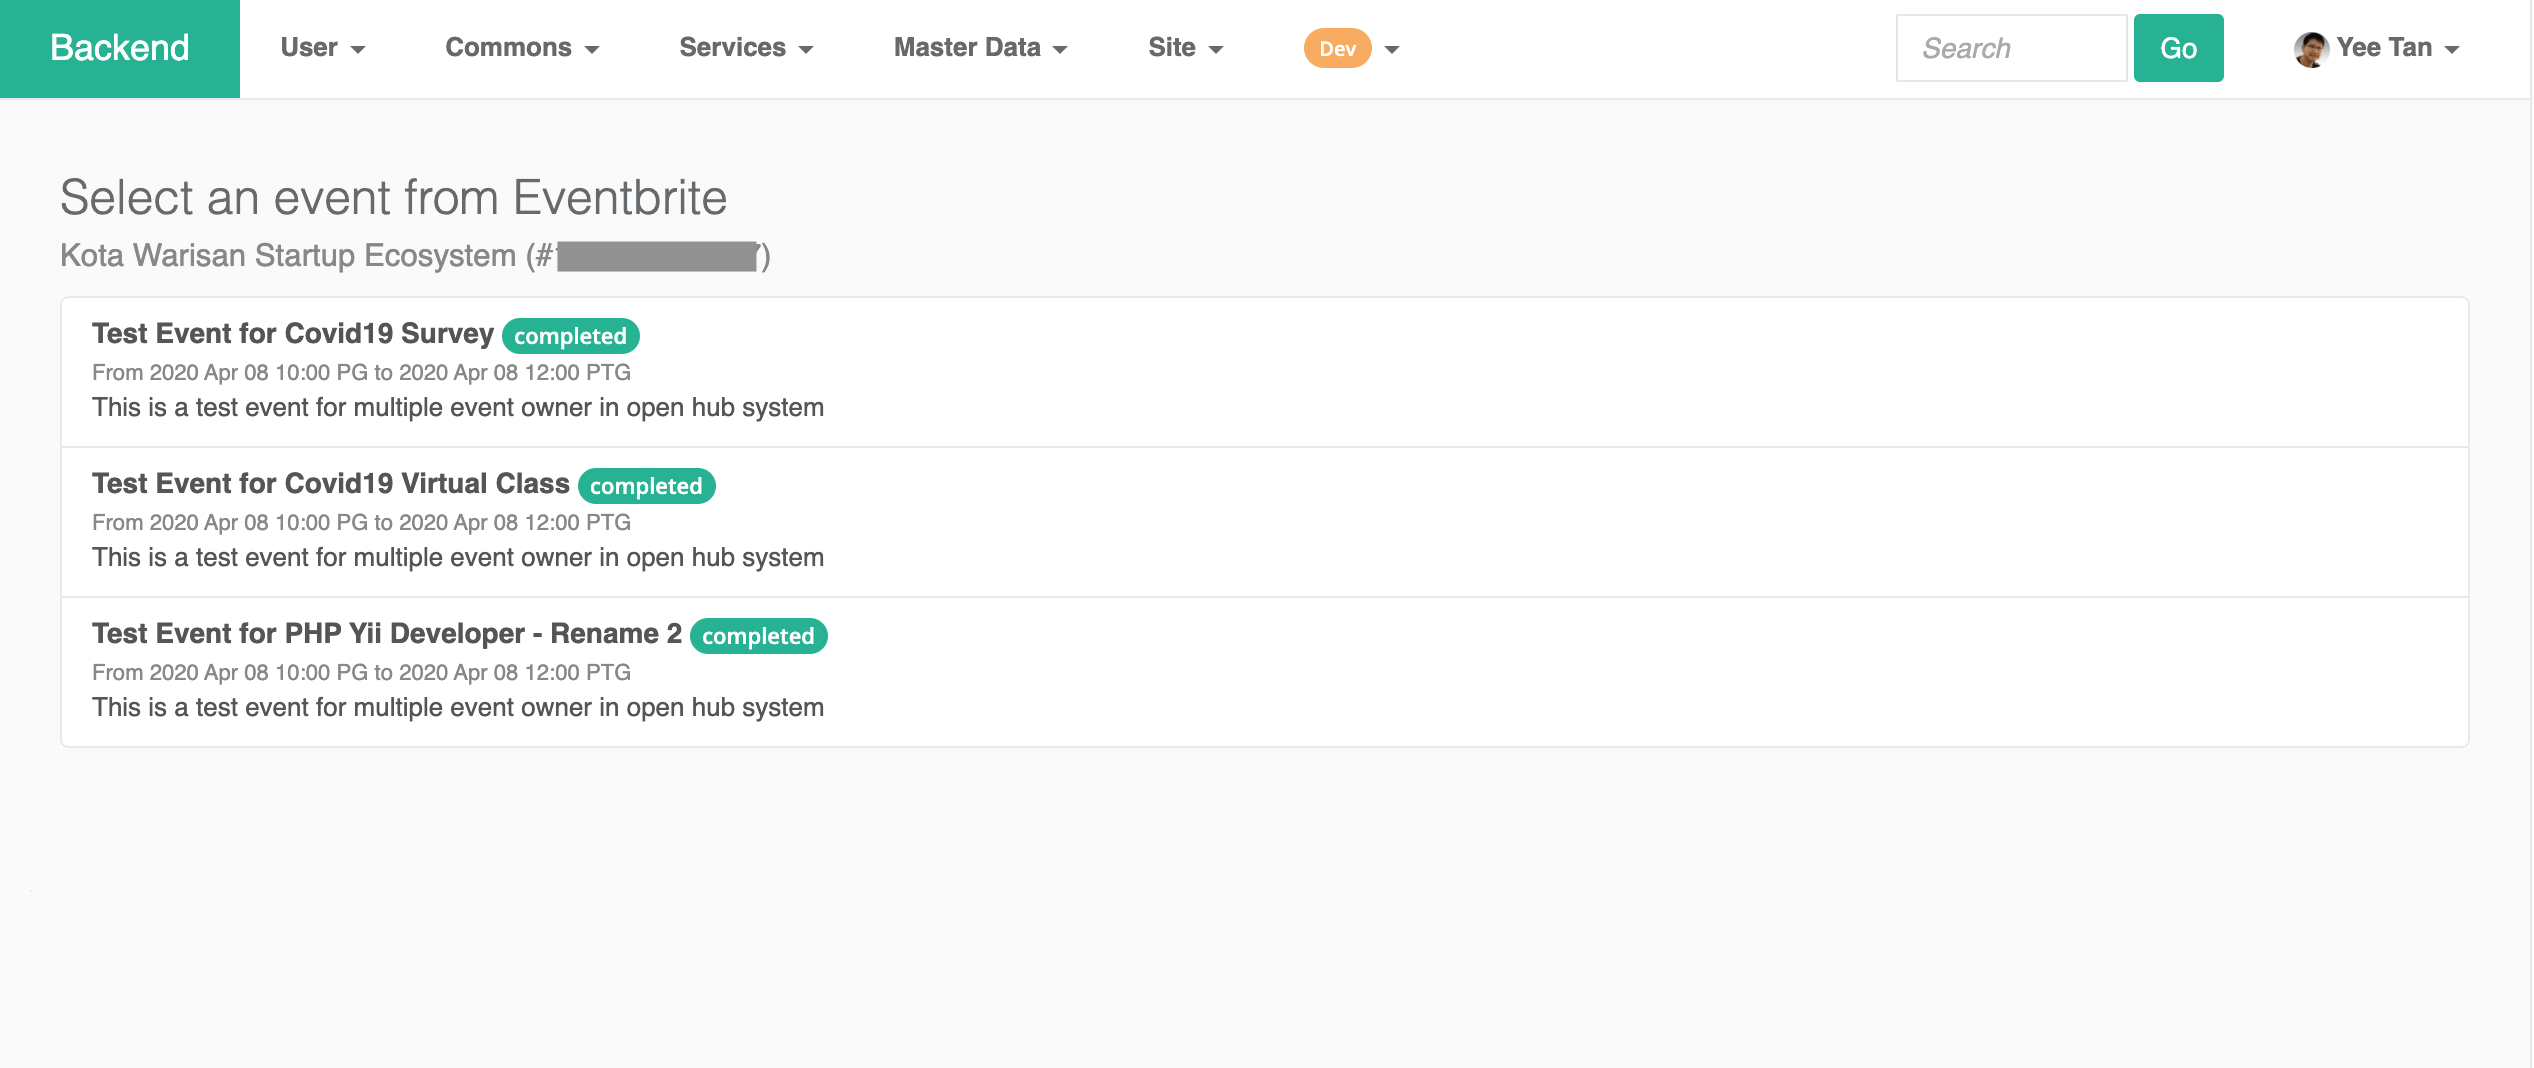 Backend User Commons Services Master Data Site Dev Search Go Yee Tan
Select an event from Eventbrite
Kota Warisan Startup Ecosystem (# )
Test Event for Covid19 Survey completed
From 2020 Apr 08 10:00 PG to 2020 Apr 08 12:00 PTG
This is a test event for multiple event owner in open hub system
Test Event for Covid19 Virtual Class completed
From 2020 Apr 08 10:00 PG to 2020 Apr 08 12:00 PTG
This is a test event for multiple event owner in open hub system
Test Event for PHP Yii Developer - Rename 2 completed
From 2020 Apr 08 10:00 PG to 2020 Apr 08 12:00 PTG
This is a test event for multiple event owner in open hub system